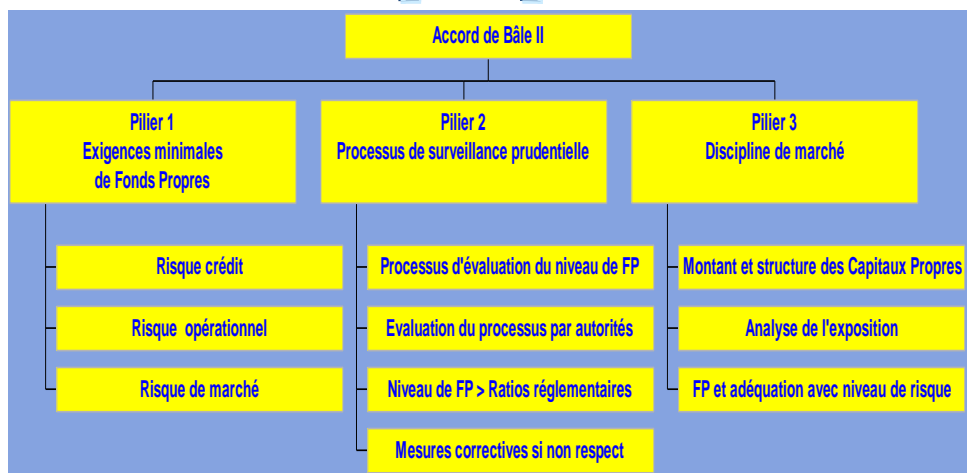 Accord de Bâle II
Pilier 1
Exigences minimales
de Fonds Propres
Pilier 2
Processus de surveillance prudentielle
Pilier 3
Discipline de marché
Risque crédit
Risque opérationnel
Risque de marché
Processus d'évaluation du niveau de FP
Evaluation du processus par autorités
Niveau de FP > Ratios réglementaires
Mesures correctives si non respect
Montant et structure des Capitaux Propres
Analyse de l'exposition
FP et adéquation avec niveau de risque